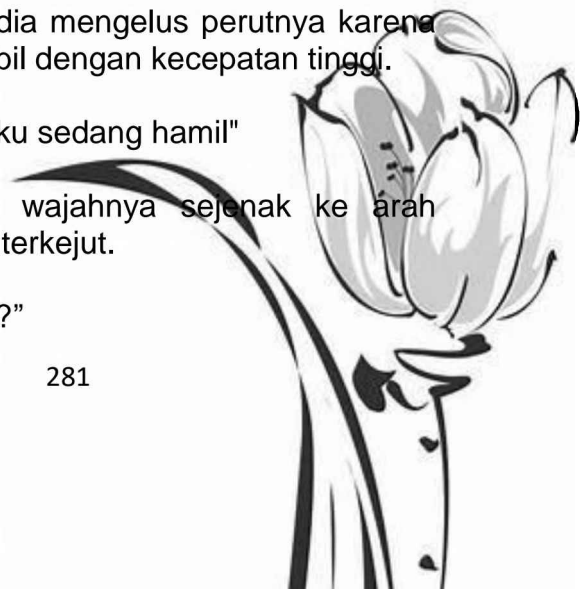 dia mengelus perutnya karena
bil dengan kecepatan tinggi.
ku sedang hamil"
wajahnya sejenak ke arah
terkejut.
?”
281